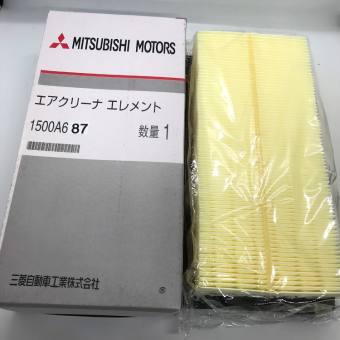 MITSUBISHI MOTORS
エアクリーナ エレメント
1500A6 87
数量 1
三菱自動車工業株式会社
®